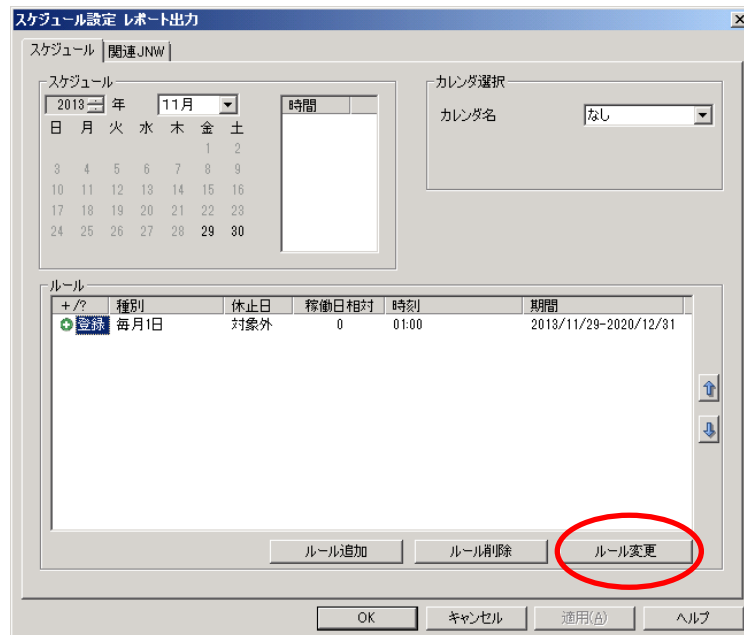 スケジュール設定 レポート出力
スケジュール 関連JNW
スケジュール
2013 年 11月
日 月 火 水 木 金 土
1 2
3 4 5 6 7 8 9
10 11 12 13 14 15 16
17 18 19 20 21 22 23
24 25 26 27 28 29 30
時間
カレンダ選択
カレンダ名 なし
ルール
+/? 種別 休止日 稼働日相対 時刻 期間
登録 毎月1日 対象外 0 01:00 2013/11/29-2020/12/31
ルール追加 ルール削除 ルール変更
OK キャンセル 適用(A) ヘルプ